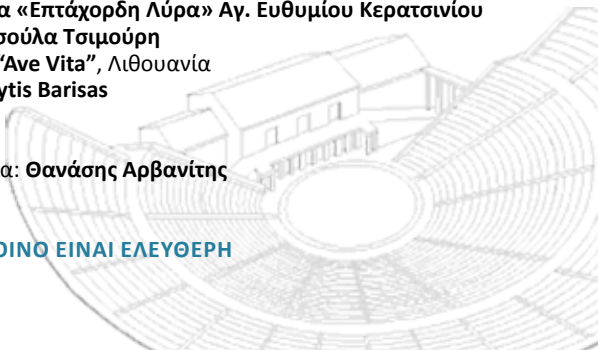 α «Επτάχορδη Λύρα» Αγ. Ευθυμίου Κερατσινίου
σούλα Τσιμούρη
“Ave Vita”, Λιθουανία
ytis Barisas
α: Θανάσης Αρβανίτης
ΟΙΝΟ ΕΙΝΑΙ ΕΛΕΥΘΕΡΗ